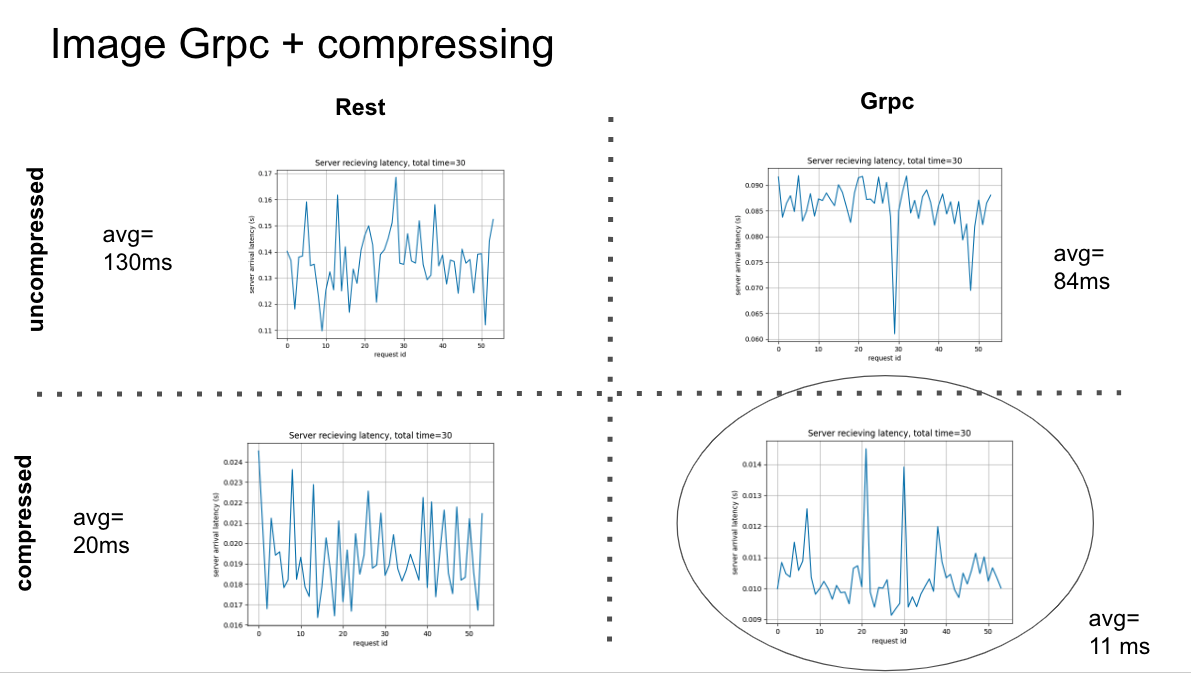 Image Grpc + compressing
Rest
Grpc
uncompressed
avg=
130ms
Server recieving latency, total time=30
server arrival latency (s)
0.17
0.16
0.15
0.14
0.13
0.12
0.11
0 10 20 30 40 50
request id
Server recieving latency, total time=30
server arrival latency (s)
0.090
0.085
0.080
0.075
0.070
0.065
0.060
0 10 20 30 40 50
request id
avg=
84ms
compressed
avg=
20ms
Server recieving latency, total time=30
server arrival latency (s)
0.024
0.023
0.022
0.021
0.020
0.019
0.018
0.017
0.016
0 10 20 30 40 50
request id
Server recieving latency, total time=30
server arrival latency (s)
0.014
0.013
0.012
0.011
0.010
0.009
0 10 20 30 40 50
request id
avg=
11 ms